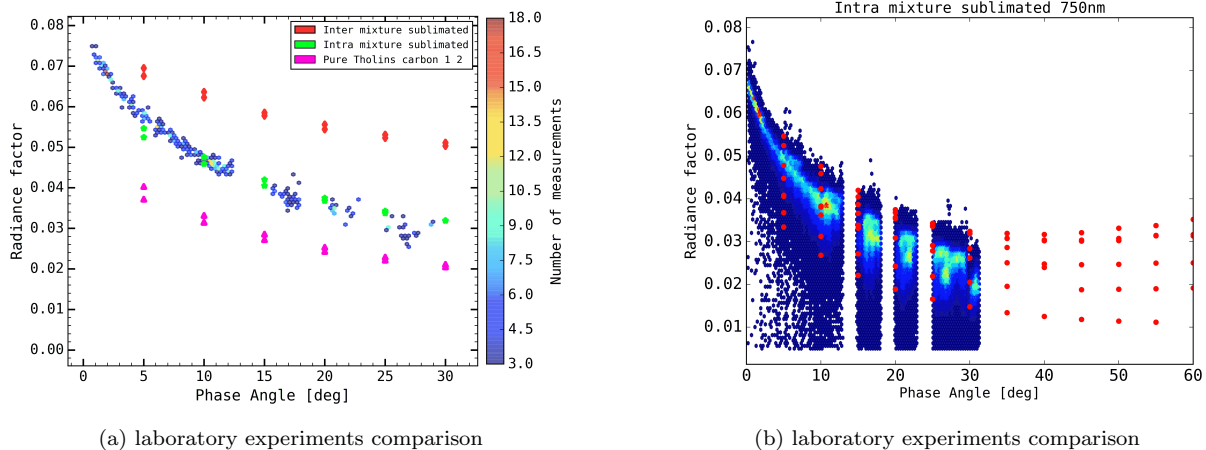 Intra mixture sublimated 750nm
0.08
0.07
0.06
0.05
0.04
0.03
0.02
0.01
0.00
Radiance factor
0 5 10 15 20 25 30
Phase Angle [deg]
Inter mixture sublimated
Intra mixture sublimated
Pure Tholins carbon 1 2
18.0
16.5
15.0
13.5
12.0
10.5
9.0
7.5
6.0
4.5
3.0
Number of measurements
0.08
0.07
0.06
0.05
0.04
0.03
0.02
0.01
Radiance factor
0 10 20 30 40 50 60
Phase Angle [deg]
(a) laboratory experiments comparison
(b) laboratory experiments comparison